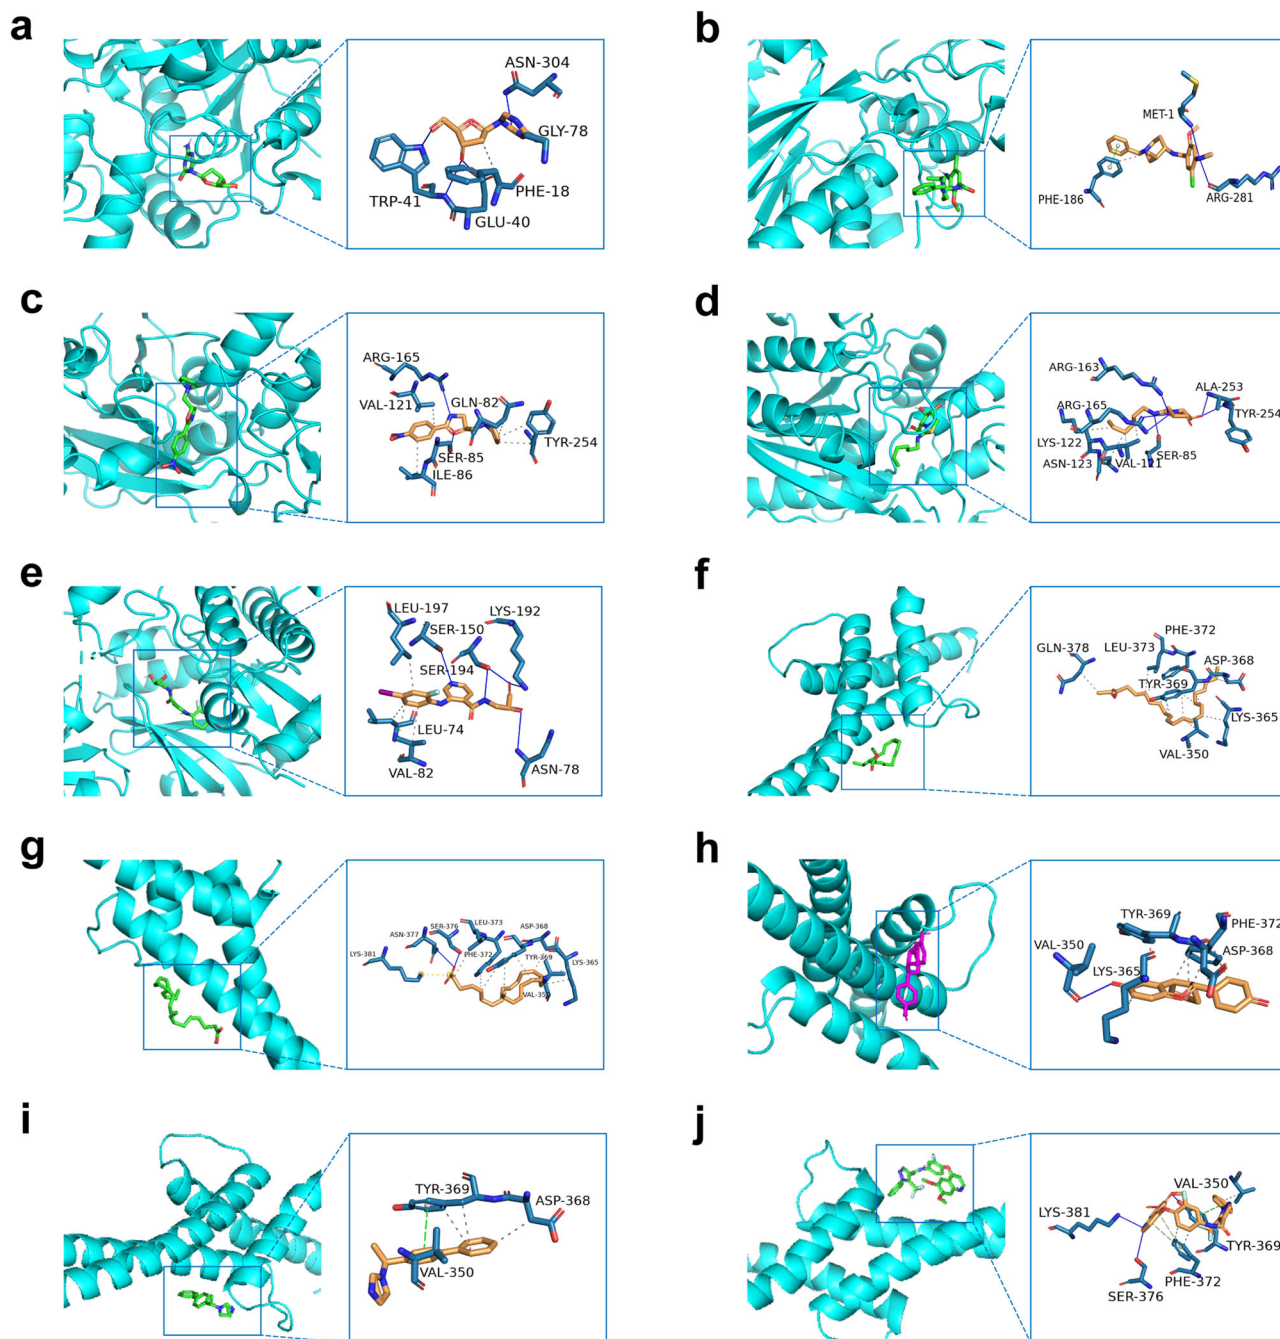 a
ASN-304
GLY-78
PHE-18
TRP-41
GLU-40
b
MET-1
PHE-186
ARG-281
c
ARG-165
GLN-82
VAL-121
TYR-254
SER-85
ILE-86
d
ARG-163
ALA-253
ARG-165
TYR-254
LYS-122
SER-85
ASN-123
VAL-121
e
LEU-197
LYS-192
SER-150
SER-194
LEU-74
VAL-82
ASN-78
f
PHE-372
GLN-378
LEU-373
ASP-368
TYR-369
LYS-365
VAL-350
g
LEU-373
SER-376
ASP-368
ASN-377
LYS-381
PHE-372
TYR-369
LYS-365
h
TYR-369
PHE-372
VAL-350
ASP-368
LYS-365
i
TYR-369
ASP-368
VAL-350
j
VAL-350
LYS-381
TYR-369
PHE-372
SER-376